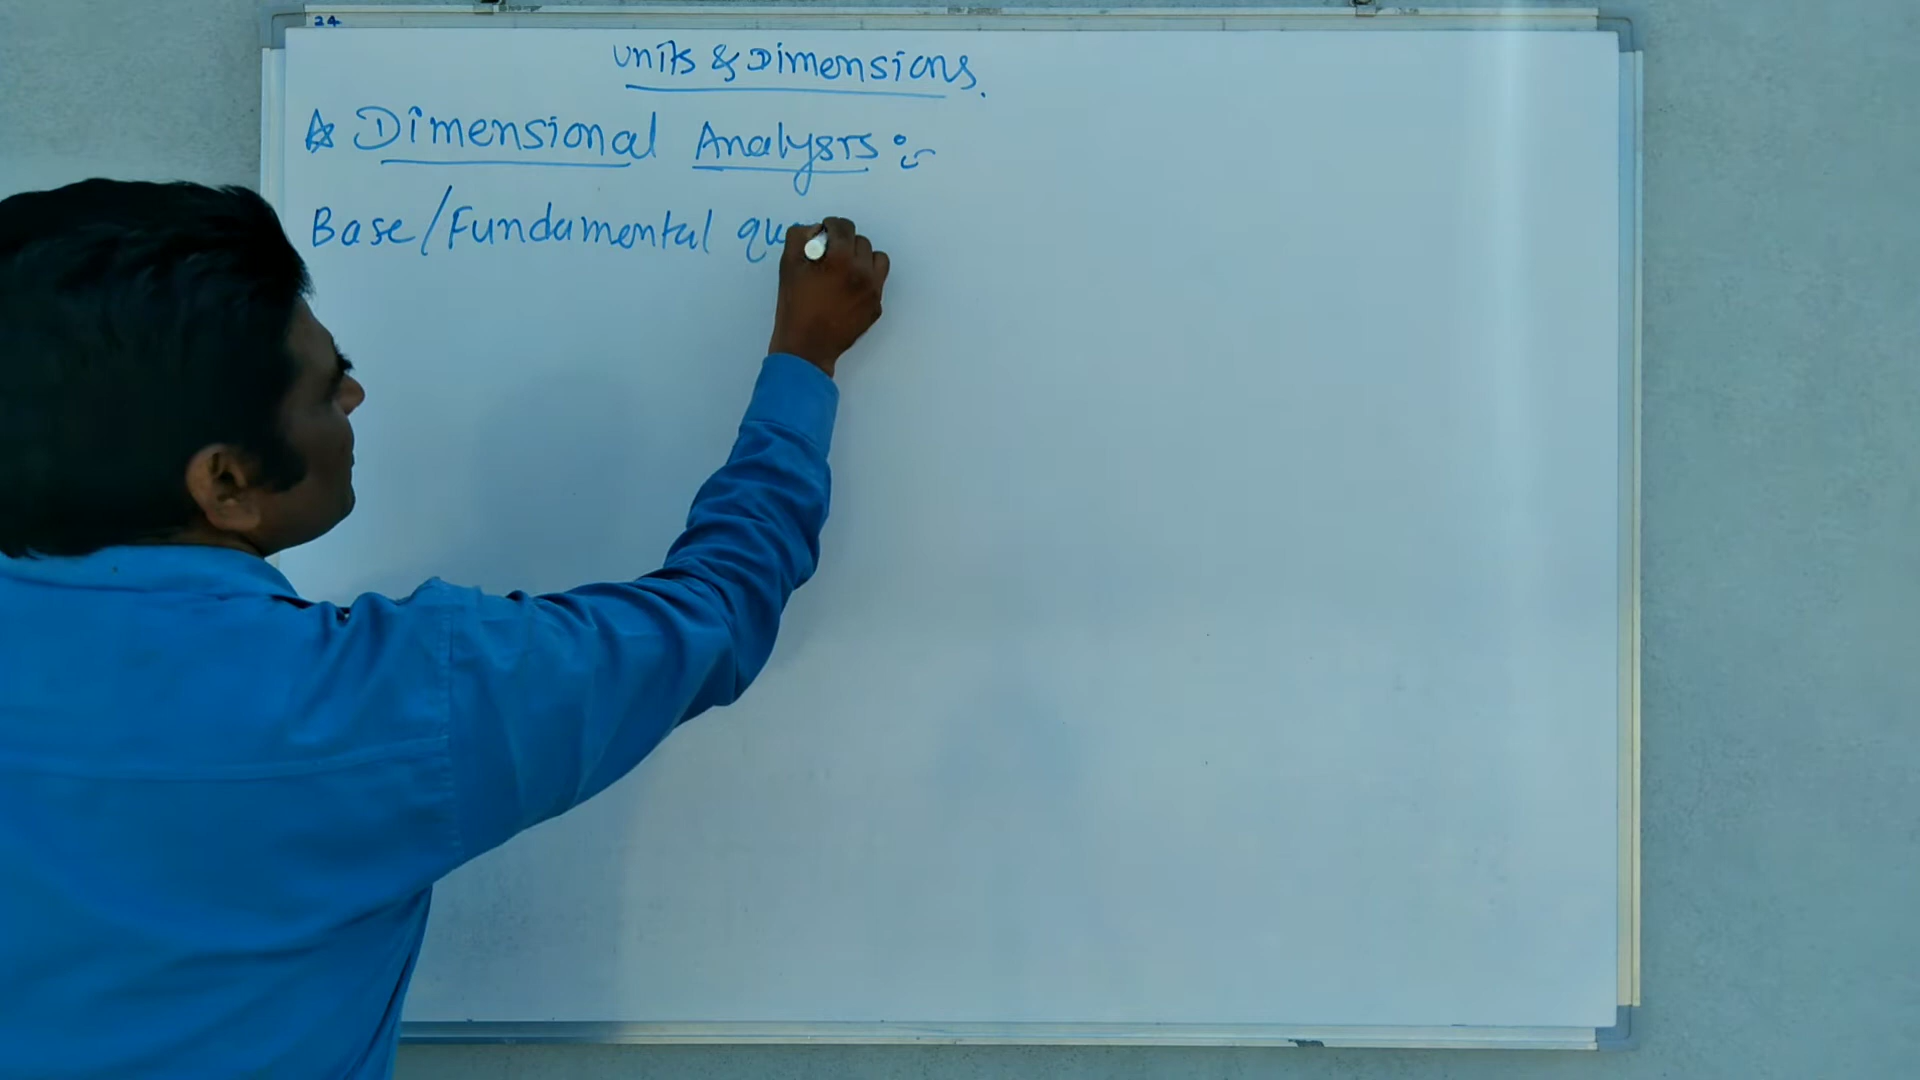 24
Units & Dimensions.
☆ Dimensional Analysis :-
Base/Fundamental qu